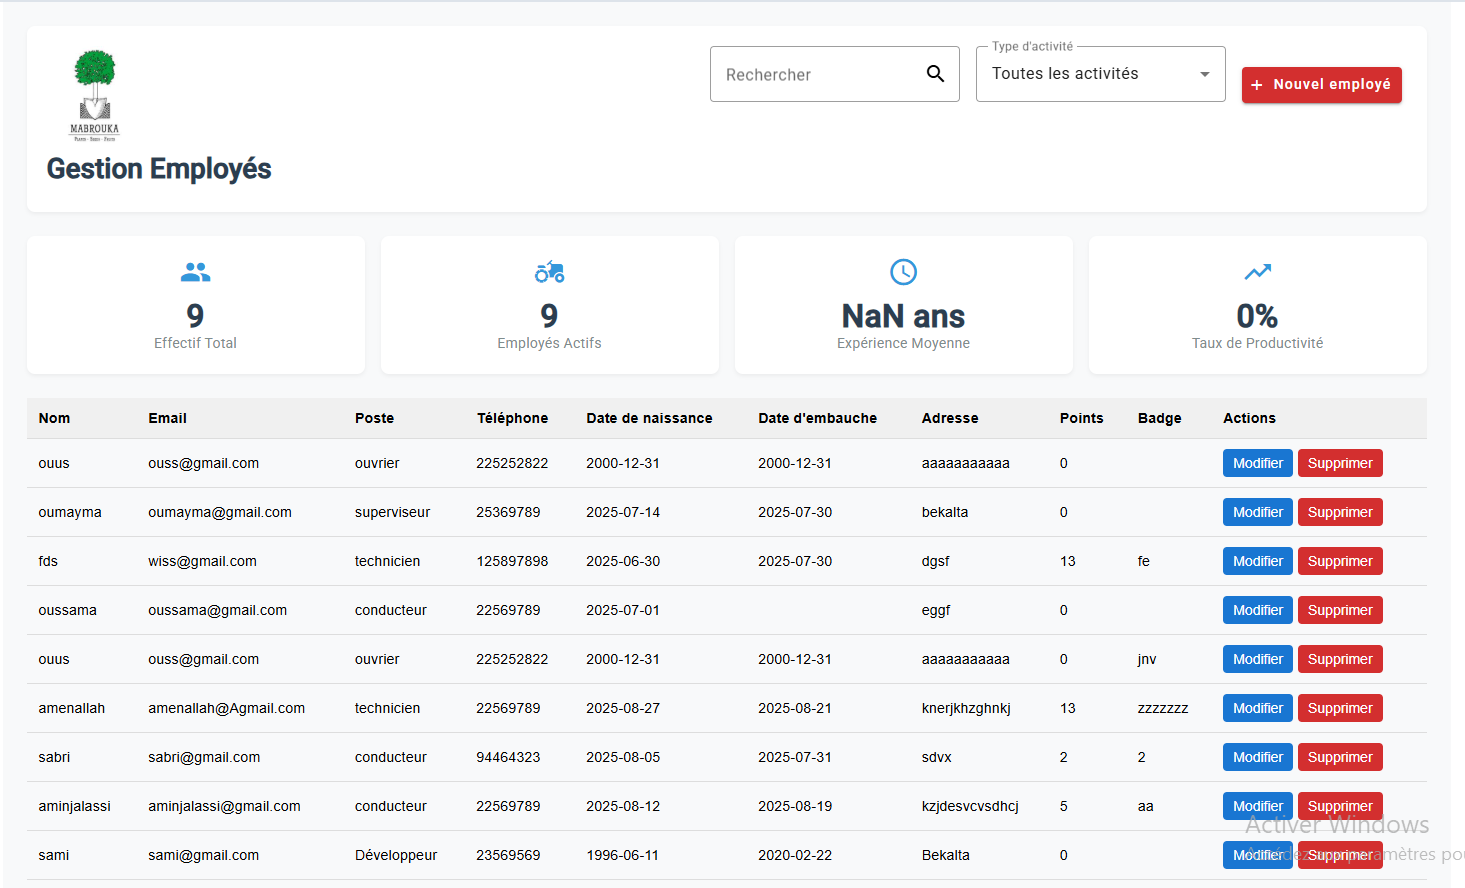 MABROUKA
Gestion Employés
Rechercher
Type d'activité
Toutes les activités
+ Nouvel employé
9
Effectif Total
9
Employés Actifs
NaN ans
Expérience Moyenne
0%
Taux de Productivité
Nom Email Poste Téléphone Date de naissance Date d'embauche Adresse Points Badge Actions
ouus ouss@gmail.com ouvrier 225252822 2000-12-31 2000-12-31 aaaaaaaaaaa 0 Modifier Supprimer
oumayma oumayma@gmail.com superviseur 25369789 2025-07-14 2025-07-30 bekalta 0 Modifier Supprimer
fds wiss@gmail.com technicien 125897898 2025-06-30 2025-07-30 dgsf 13 fe Modifier Supprimer
oussama oussama@gmail.com conducteur 22569789 2025-07-01 eggf 0 Modifier Supprimer
ouus ouss@gmail.com ouvrier 225252822 2000-12-31 2000-12-31 aaaaaaaaaaa 0 jnv Modifier Supprimer
amenallah amenallah@Agmail.com technicien 22569789 2025-08-27 2025-08-21 knerjkhzghnkj 13 zzzzzzz Modifier Supprimer
sabri sabri@gmail.com conducteur 94464323 2025-08-05 2025-07-31 sdvx 2 2 Modifier Supprimer
aminjalassi aminjalassi@gmail.com conducteur 22569789 2025-08-12 2025-08-19 kzjdesvcvsdhcj 5 aa Modifier Supprimer
Activer Windows
sami sami@gmail.com Développeur 23569569 1996-06-11 2020-02-22 Bekalta 0 Modifier Supprimer
Accédez aux paramètres pou